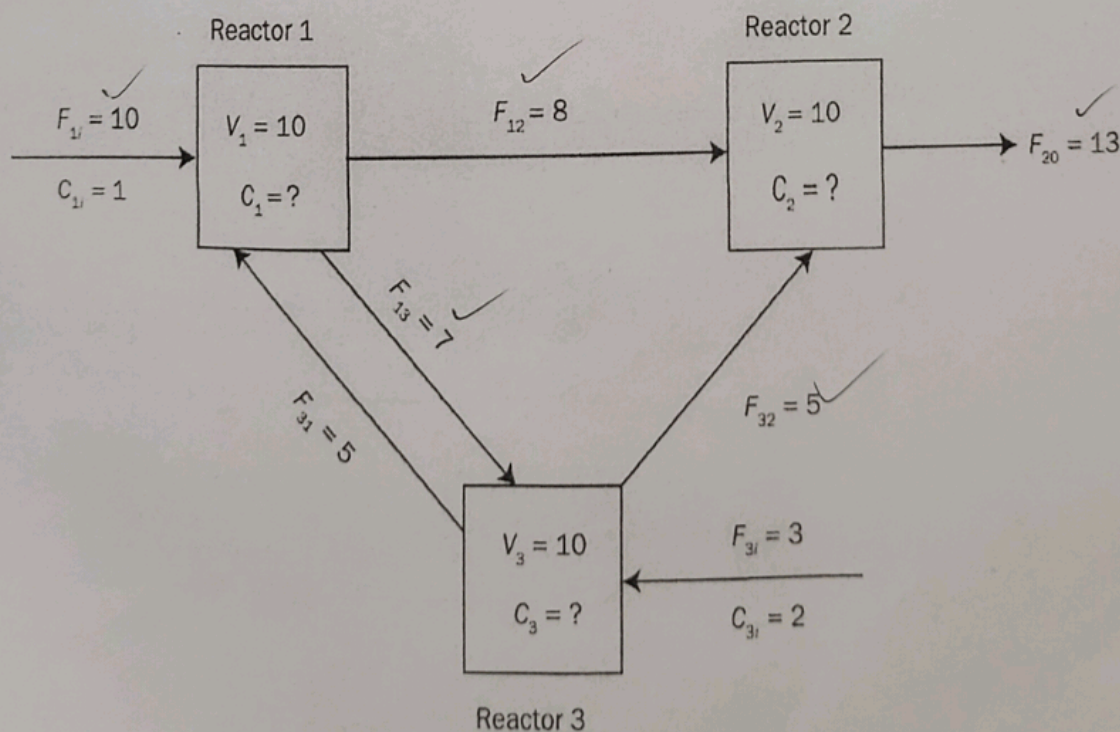 Reactor 1
Reactor 2
F₁ᵢ = 10
C₁ᵢ = 1
V₁ = 10
C₁ = ?
F₁₂ = 8
V₂ = 10
C₂ = ?
F₂₀ = 13
F₁₃ = 7
F₃₁ = 5
F₃₂ = 5
V₃ = 10
C₃ = ?
F₃ᵢ = 3
C₃ᵢ = 2
Reactor 3